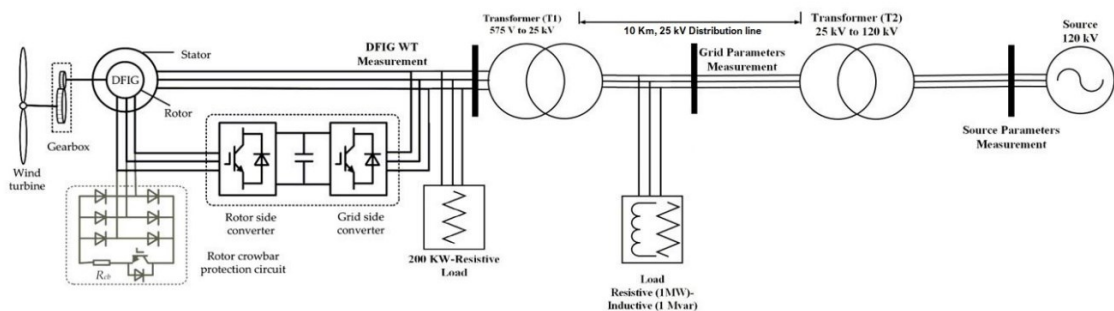 Transformer (T1)
575 V to 25 kV
10 Km, 25 kV Distribution line
Transformer (T2)
25 kV to 120 kV
Source
120 kV
Stator
DFIG WT
Measurement
Grid Parameters
Measurement
DFIG
Rotor
Gearbox
Wind
turbine
Source Parameters
Measurement
Rotor side
converter
Grid side
converter
200 KW-Resistive
Load
Rotor crowbar
protection circuit
Rcb
Load
Resistive (1MW)-
Inductive (1 Mvar)